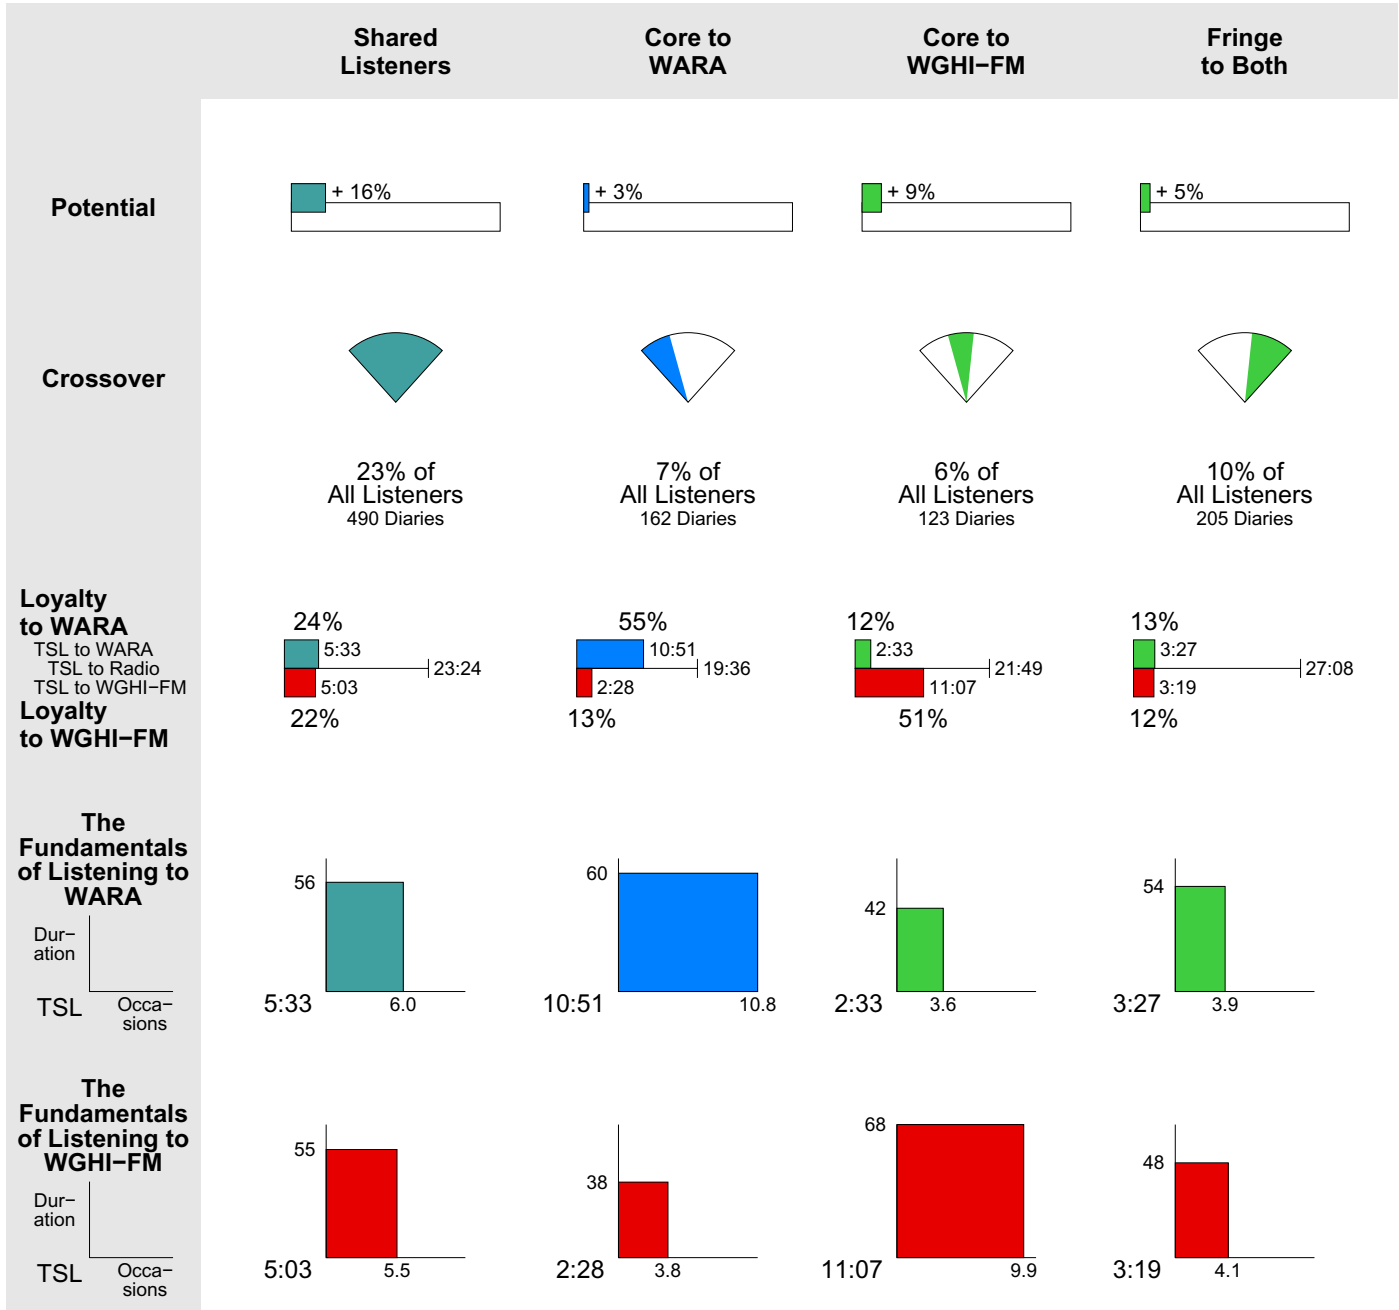 Shared
Listeners
Core to
WARA
Core to
WGHI−FM
Fringe
to Both
Potential
+ 16%
+ 3%
+ 9%
+ 5%
Crossover
23% of
All Listeners
490 Diaries
7% of
All Listeners
162 Diaries
6% of
All Listeners
123 Diaries
10% of
All Listeners
205 Diaries
Loyalty
to WARA
TSL to WARA
TSL to Radio
TSL to WGHI−FM
Loyalty
to WGHI−FM
24%
5:33
23:24
5:03
22%
55%
10:51
19:36
2:28
13%
12%
2:33
21:49
11:07
51%
13%
3:27
27:08
3:19
12%
The
Fundamentals
of Listening to
WARA
Dur−
ation
TSL
Occa−
sions
56
5:33
6.0
60
10:51
10.8
42
2:33
3.6
54
3:27
3.9
The
Fundamentals
of Listening to
WGHI−FM
Dur−
ation
TSL
Occa−
sions
55
5:03
5.5
38
2:28
3.8
68
11:07
9.9
48
3:19
4.1